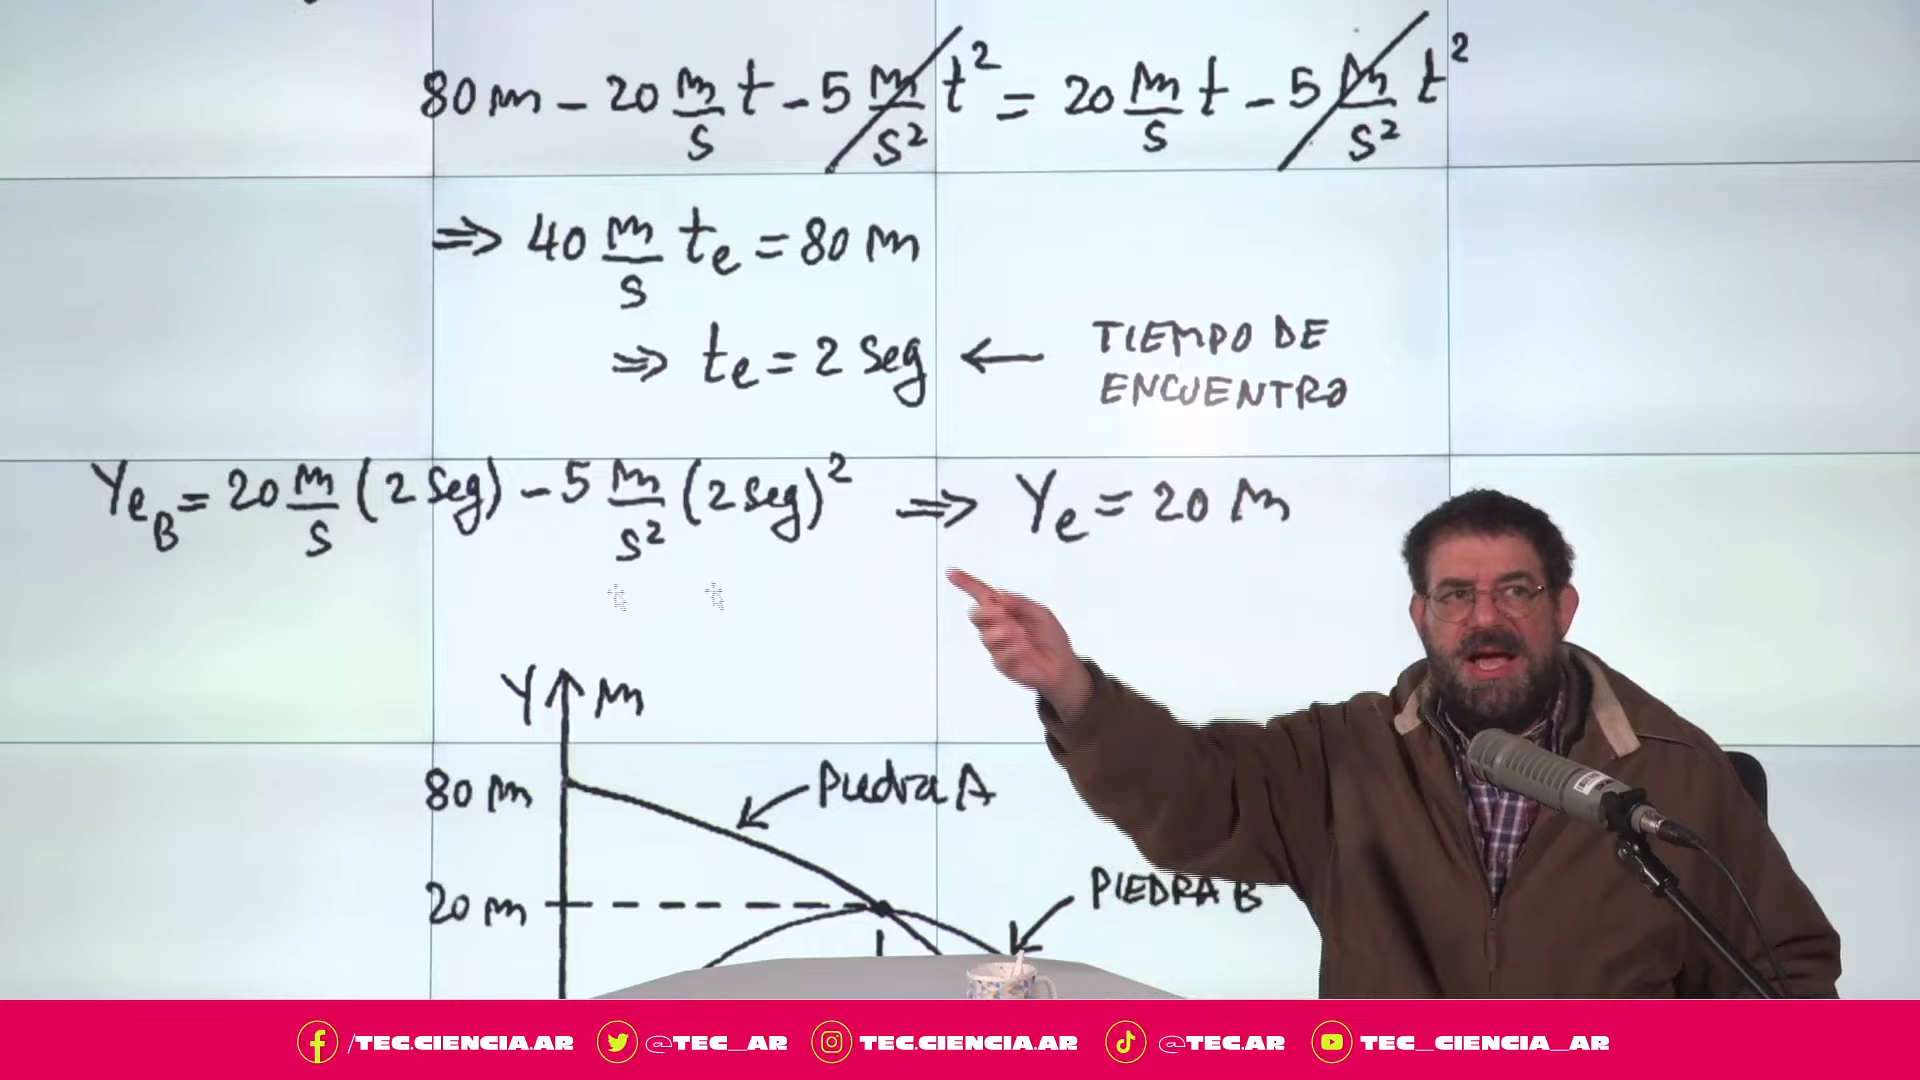 80 m - 20 m/s t - 5 m/s² t² = 20 m/s t - 5 m/s² t²
⇒ 40 m/s te = 80 m
⇒ te = 2 seg ← TIEMPO DE
ENCUENTRO
YeB = 20 m/s (2 seg) - 5 m/s² (2 seg)² ⇒ Ye = 20 m
Y m
80 m
Piedra A
20 m
PIEDRA B
/TEC.CIENCIA.AR @TEC_AR TEC.CIENCIA.AR @TEC.AR TEC_CIENCIA_AR